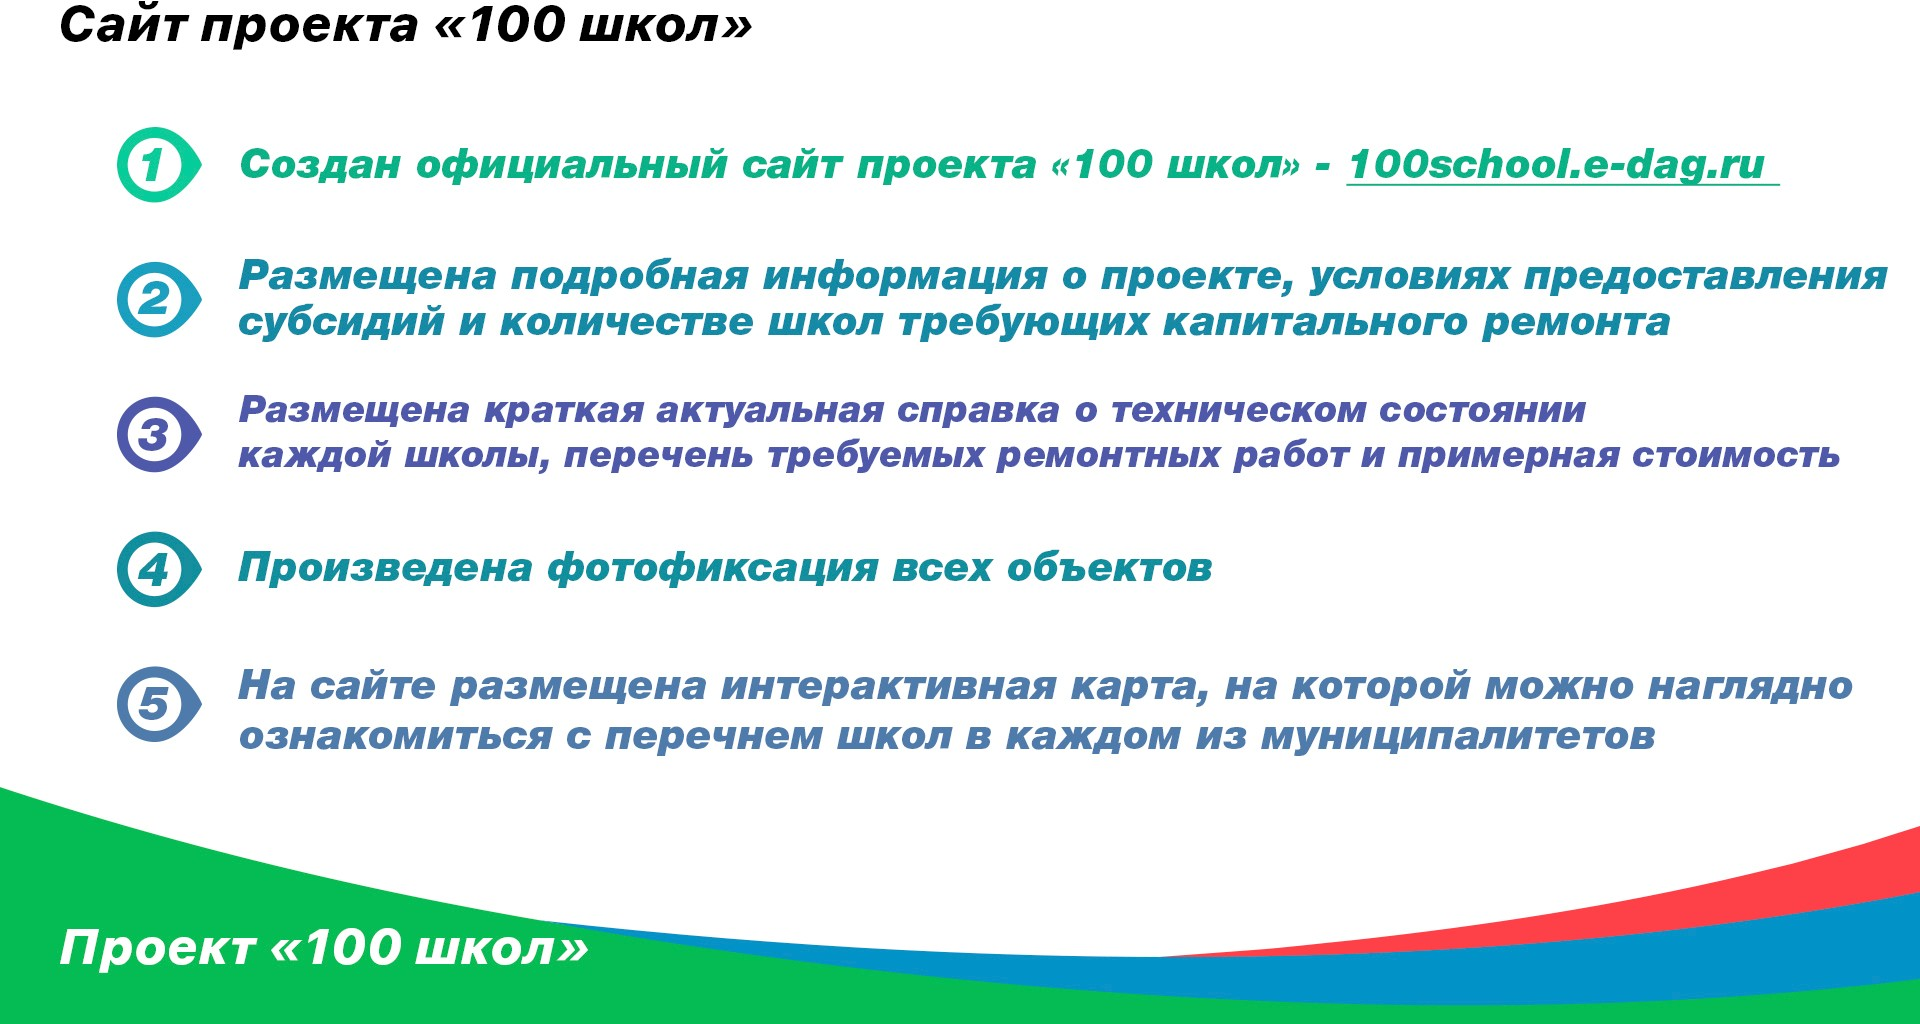 Сайт проекта «100 школ»
1
Создан официальный сайт проекта «100 школ» - 100school.e-dag.ru
2
Размещена подробная информация о проекте, условиях предоставления
субсидий и количестве школ требующих капитального ремонта
3
Размещена краткая актуальная справка о техническом состоянии
каждой школы, перечень требуемых ремонтных работ и примерная стоимость
4
Произведена фотофиксация всех объектов
5
На сайте размещена интерактивная карта, на которой можно наглядно
ознакомиться с перечнем школ в каждом из муниципалитетов
Проект «100 школ»